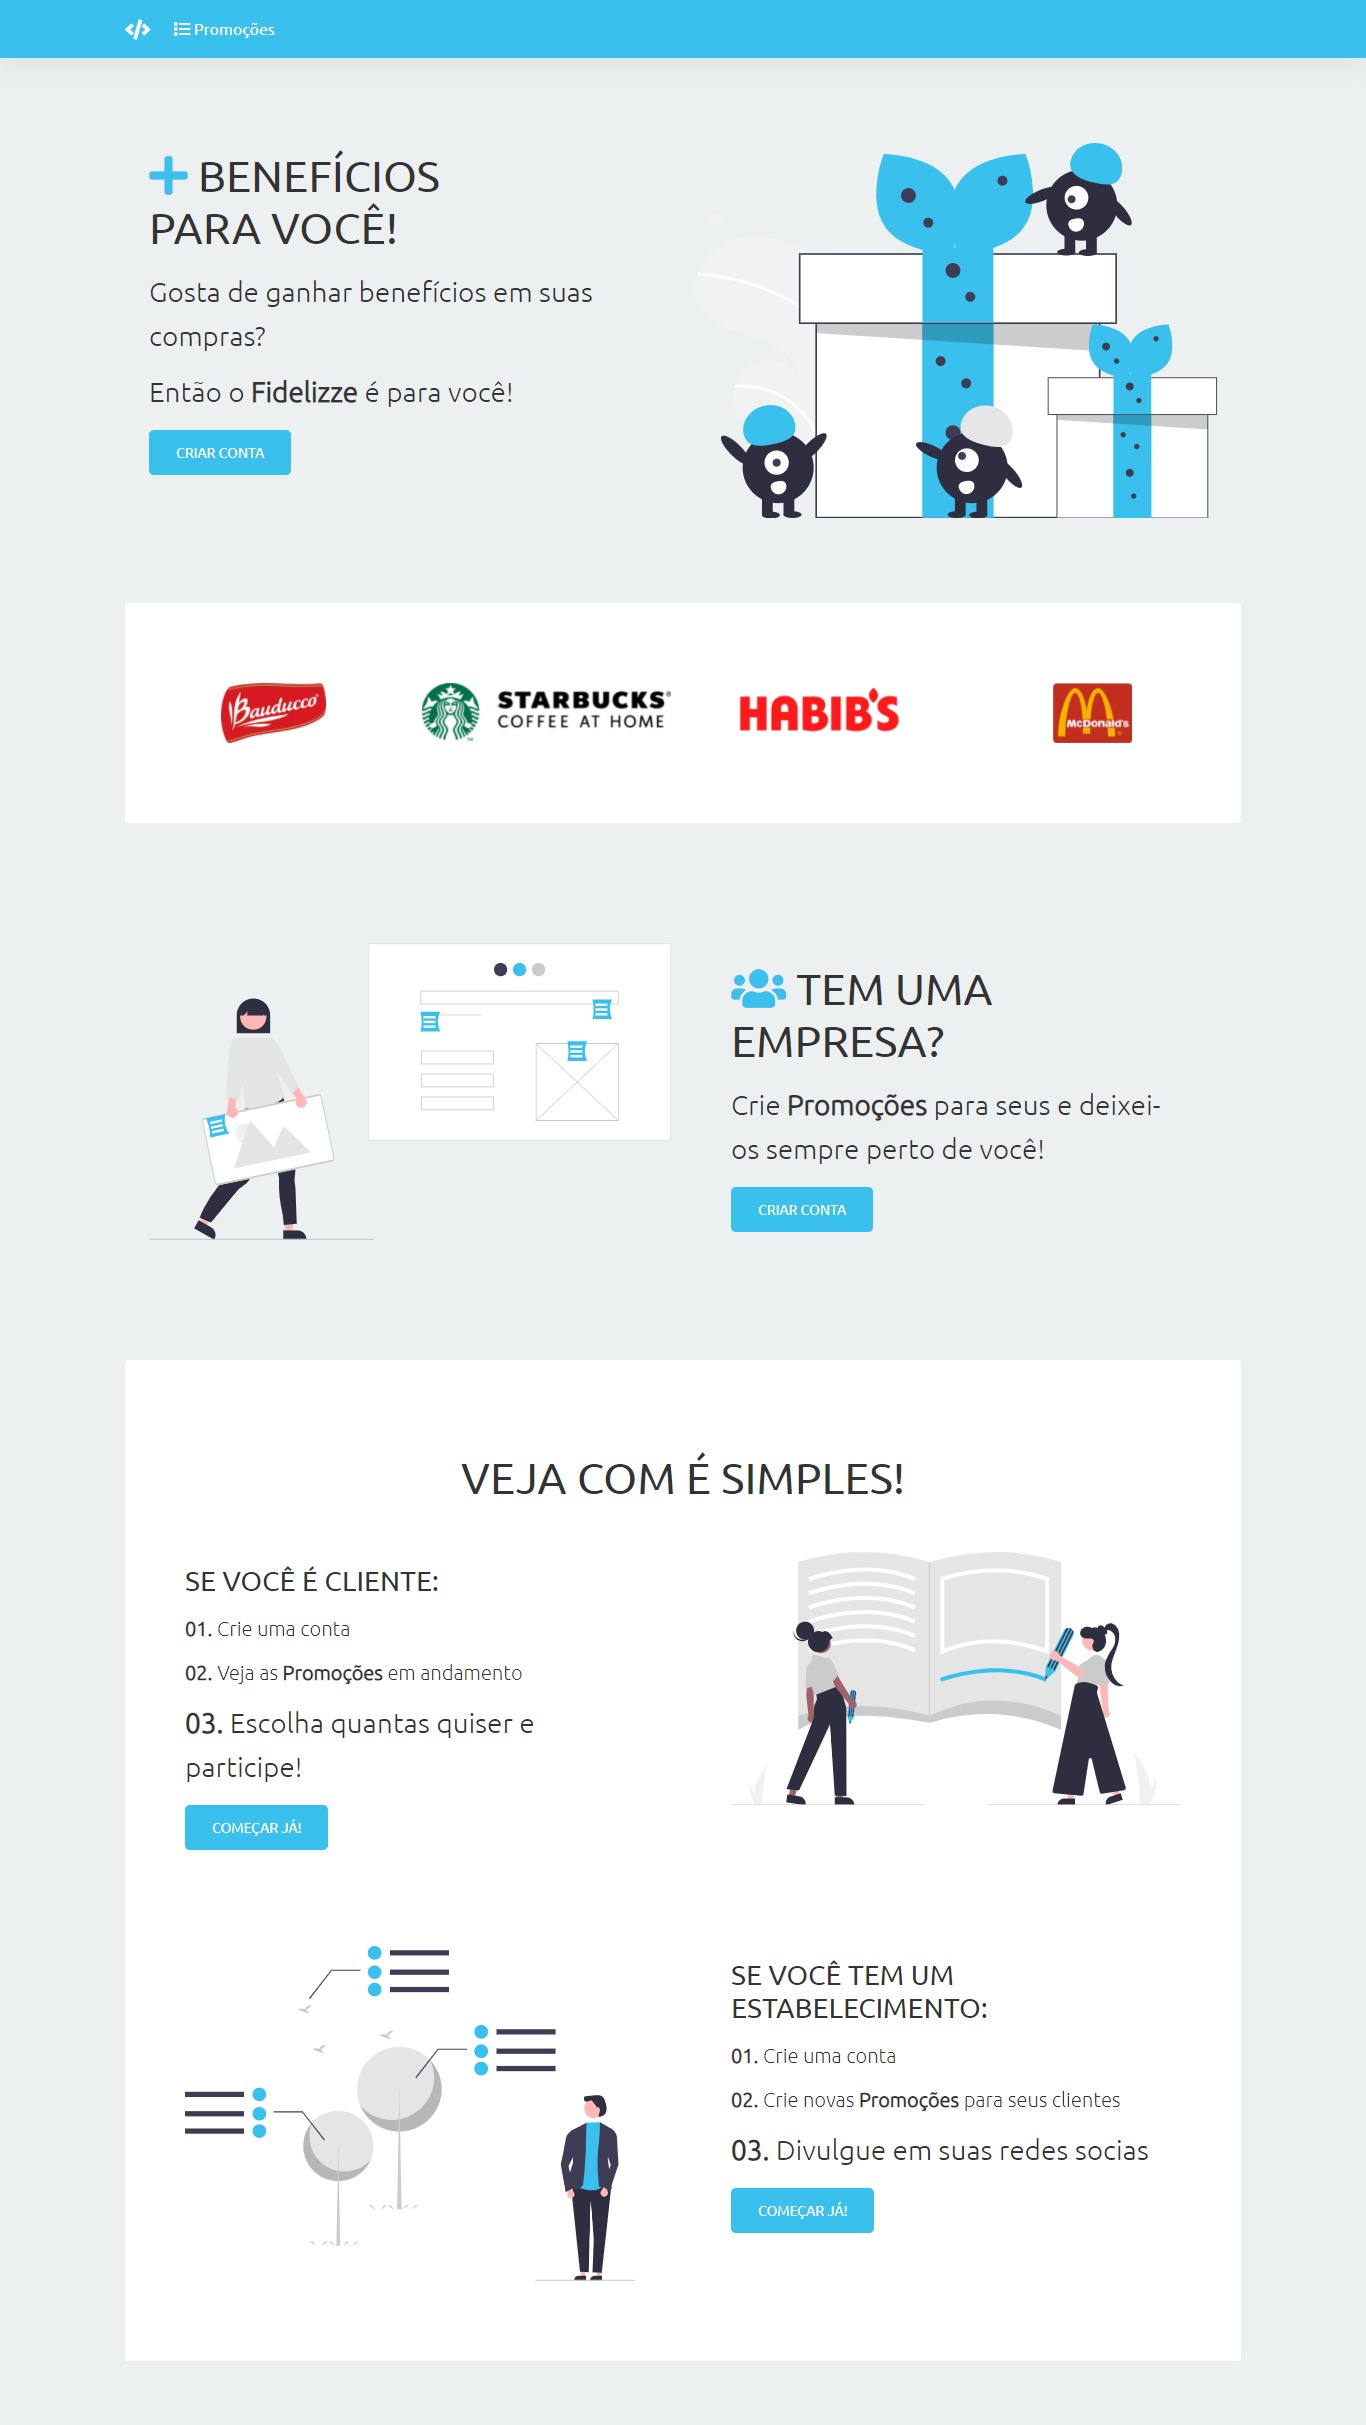 Promoções
BENEFÍCIOS
PARA VOCÊ!
Gosta de ganhar benefícios em suas
compras?
Então o Fidelizze é para você!
CRIAR CONTA
Bauducco
STARBUCKS®
COFFEE AT HOME
HABIB'S
McDonald's
TEM UMA
EMPRESA?
Crie Promoções para seus e deixei-
os sempre perto de você!
CRIAR CONTA
VEJA COM É SIMPLES!
SE VOCÊ É CLIENTE:
01. Crie uma conta
02. Veja as Promoções em andamento
03. Escolha quantas quiser e
participe!
COMEÇAR JÁ!
SE VOCÊ TEM UM
ESTABELECIMENTO:
01. Crie uma conta
02. Crie novas Promoções para seus clientes
03. Divulgue em suas redes socias
COMEÇAR JÁ!